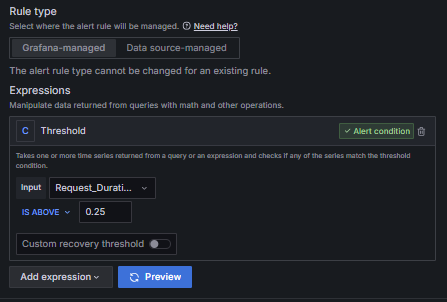 Rule type
Select where the alert rule will be managed. Need help?
Grafana-managed Data source-managed
The alert rule type cannot be changed for an existing rule.
Expressions
Manipulate data returned from queries with math and other operations.
C Threshold Alert condition
Takes one or more time series returned from a query or an expression and checks if any of the series match the threshold
condition.
Input Request_Durati...
IS ABOVE 0.25
Custom recovery threshold
Add expression Preview